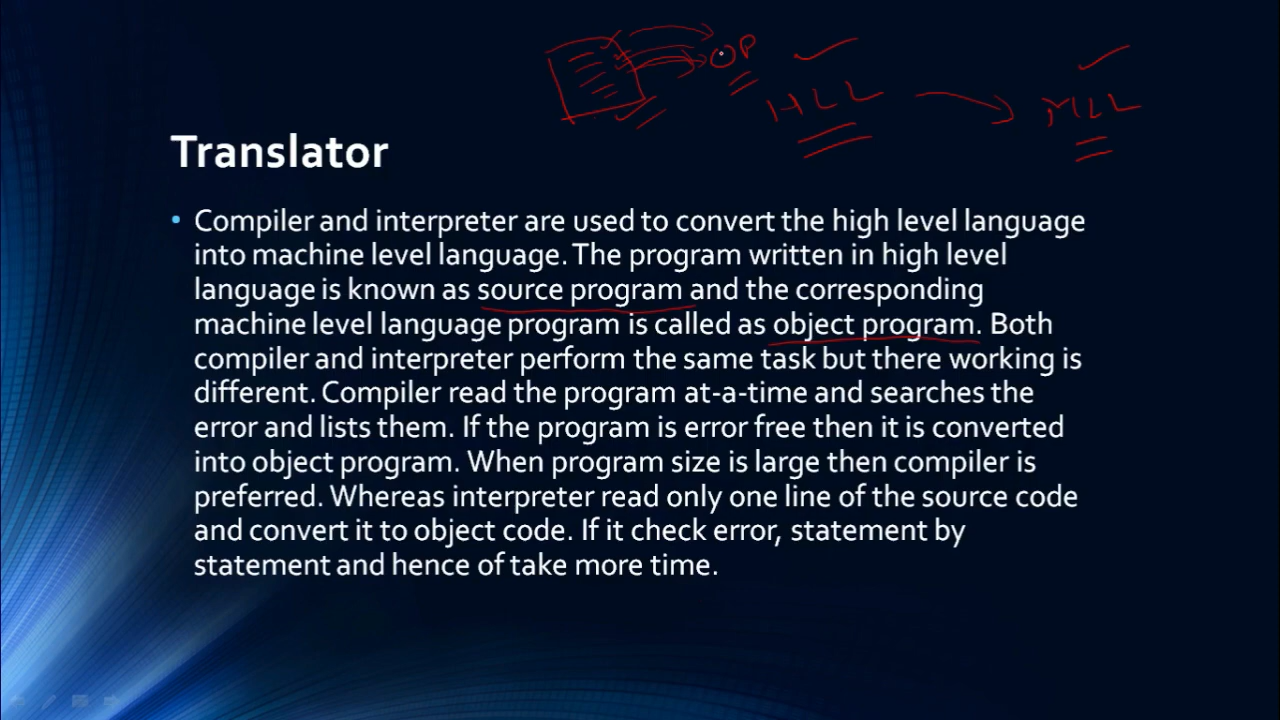 OP
HLL
MLL
Translator
• Compiler and interpreter are used to convert the high level language
into machine level language. The program written in high level
language is known as source program and the corresponding
machine level language program is called as object program. Both
compiler and interpreter perform the same task but there working is
different. Compiler read the program at-a-time and searches the
error and lists them. If the program is error free then it is converted
into object program. When program size is large then compiler is
preferred. Whereas interpreter read only one line of the source code
and convert it to object code. If it check error, statement by
statement and hence of take more time.